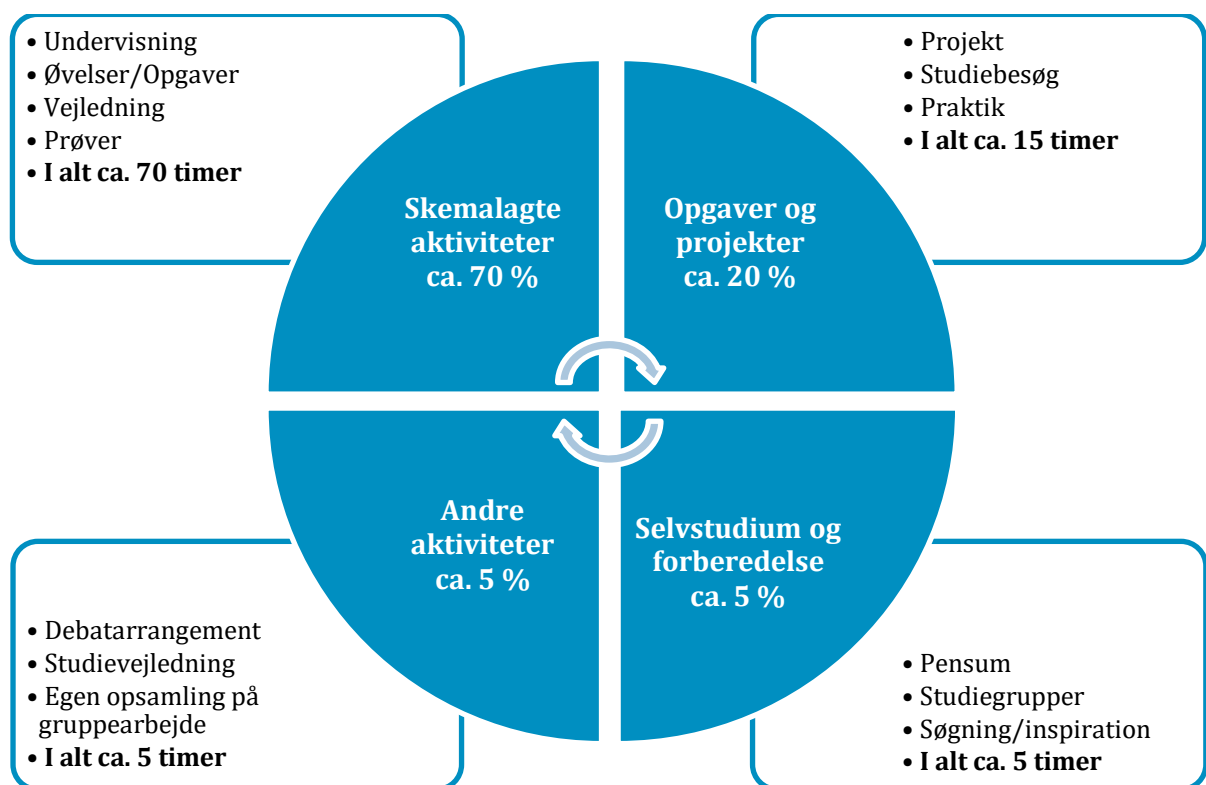 • Undervisning
• Øvelser/Opgaver
• Vejledning
• Prøver
• I alt ca. 70 timer
• Projekt
• Studiebesøg
• Praktik
• I alt ca. 15 timer
Skemalagte
aktiviteter
ca. 70 %
Opgaver og
projekter
ca. 20 %
Andre
aktiviteter
ca. 5 %
Selvstudium og
forberedelse
ca. 5 %
• Debatarrangement
• Studievejledning
• Egen opsamling på
gruppearbejde
• I alt ca. 5 timer
• Pensum
• Studiegrupper
• Søgning/inspiration
• I alt ca. 5 timer